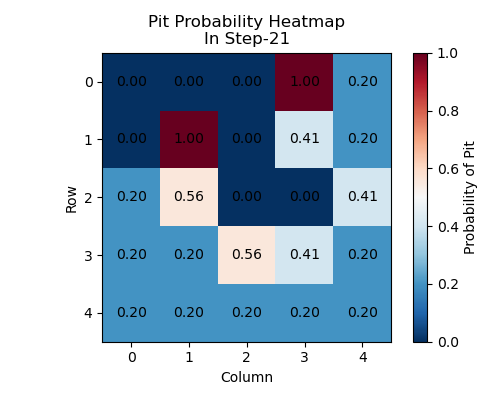 Pit Probability Heatmap
In Step-21
0 0.00 0.00 0.00 1.00 0.20 1.0
1 0.00 1.00 0.00 0.41 0.20 0.8
2 0.20 0.56 0.00 0.00 0.41 0.6
3 0.20 0.20 0.56 0.41 0.20 0.4
4 0.20 0.20 0.20 0.20 0.20 0.2
0.0
0 1 2 3 4
Column
Row
Probability of Pit